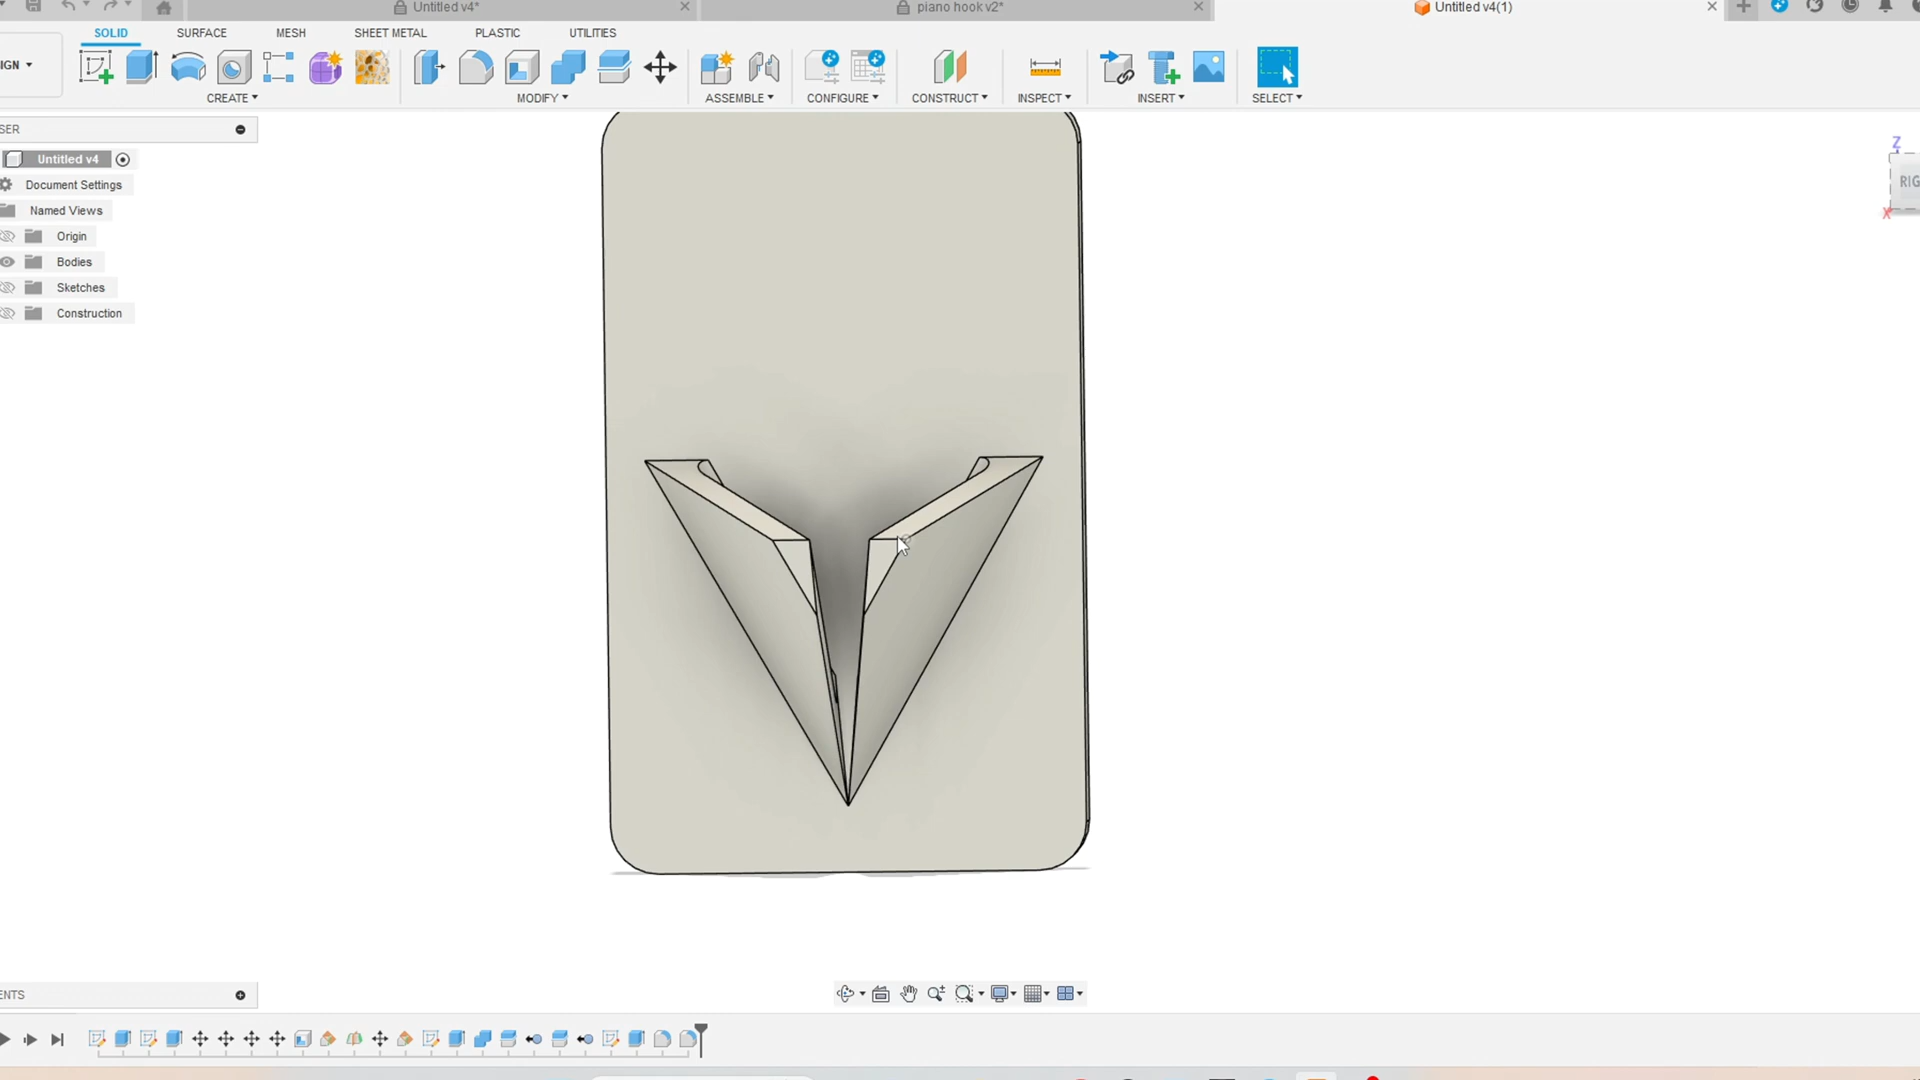 Untitled v4*
piano hook v2*
Untitled v4(1)
SOLID SURFACE MESH SHEET METAL PLASTIC UTILITIES
IGN
CREATE MODIFY ASSEMBLE CONFIGURE CONSTRUCT INSPECT INSERT SELECT
SER
Untitled v4
Document Settings
Named Views
Origin
Bodies
Sketches
Construction
Z
RIG
X
ENTS